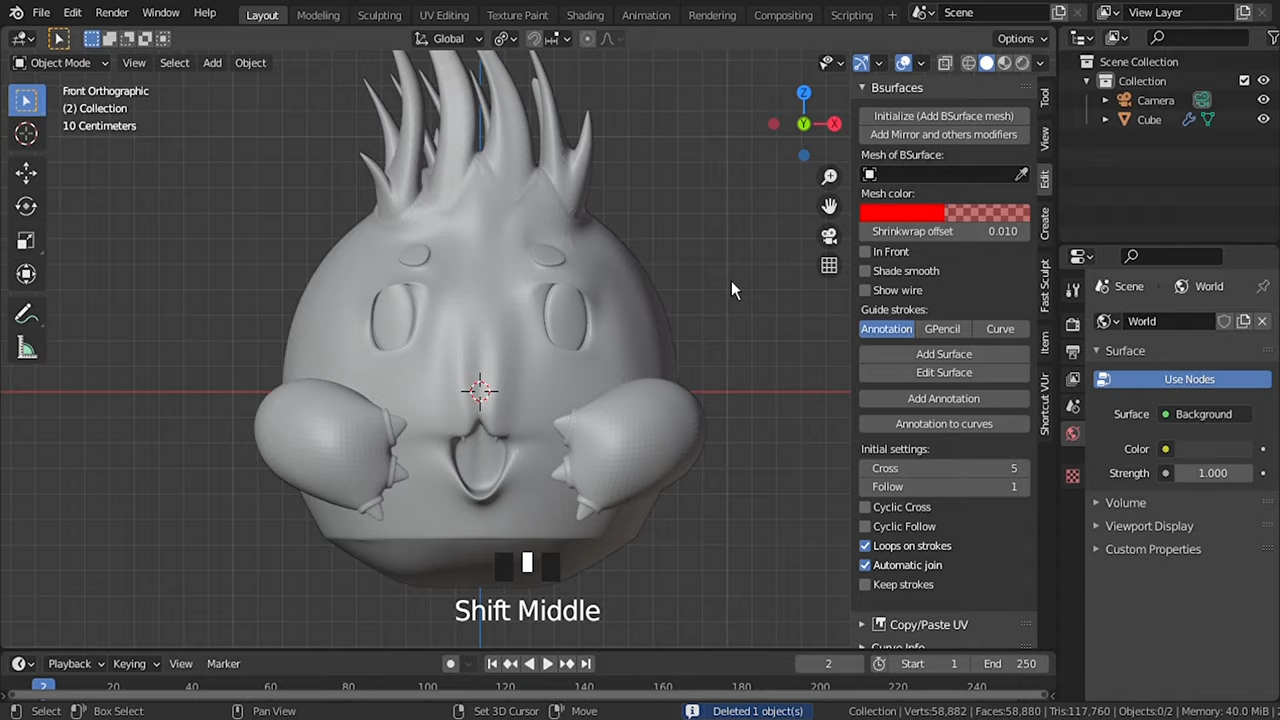 File Edit Render Window Help Layout Modeling Sculpting UV Editing Texture Paint Shading Animation Rendering Compositing Scripting + Scene View Layer
Global Options
Object Mode View Select Add Object
Front Orthographic
(2) Collection
10 Centimeters
Z
Y
X
Bsurfaces
Initialize (Add BSurface mesh)
Add Mirror and others modifiers
Mesh of BSurface:
Mesh color:
Shrinkwrap offset 0.010
In Front
Shade smooth
Show wire
Guide strokes:
Annotation GPencil Curve
Add Surface
Edit Surface
Add Annotation
Annotation to curves
Initial settings:
Cross 5
Follow 1
Cyclic Cross
Cyclic Follow
Loops on strokes
Automatic join
Keep strokes
Copy/Paste UV
Tool
View
Edit
Create
Fast Sculpt
Item
Shortcut VUr
Scene Collection
Collection
Camera
Cube
Scene World
World
Surface
Use Nodes
Surface Background
Color
Strength 1.000
Volume
Viewport Display
Custom Properties
Shift Middle
Playback Keying View Marker 2 Start 1 End 250
2 20 40 60 80 100 120 140 160 180 200 220 240
Select Box Select Pan View Set 3D Cursor Move Deleted 1 object(s) Collection | Verts:58,882 | Faces:58,880 | Tris:117,760 | Objects:0/2 | Memory: 40.0 MiB